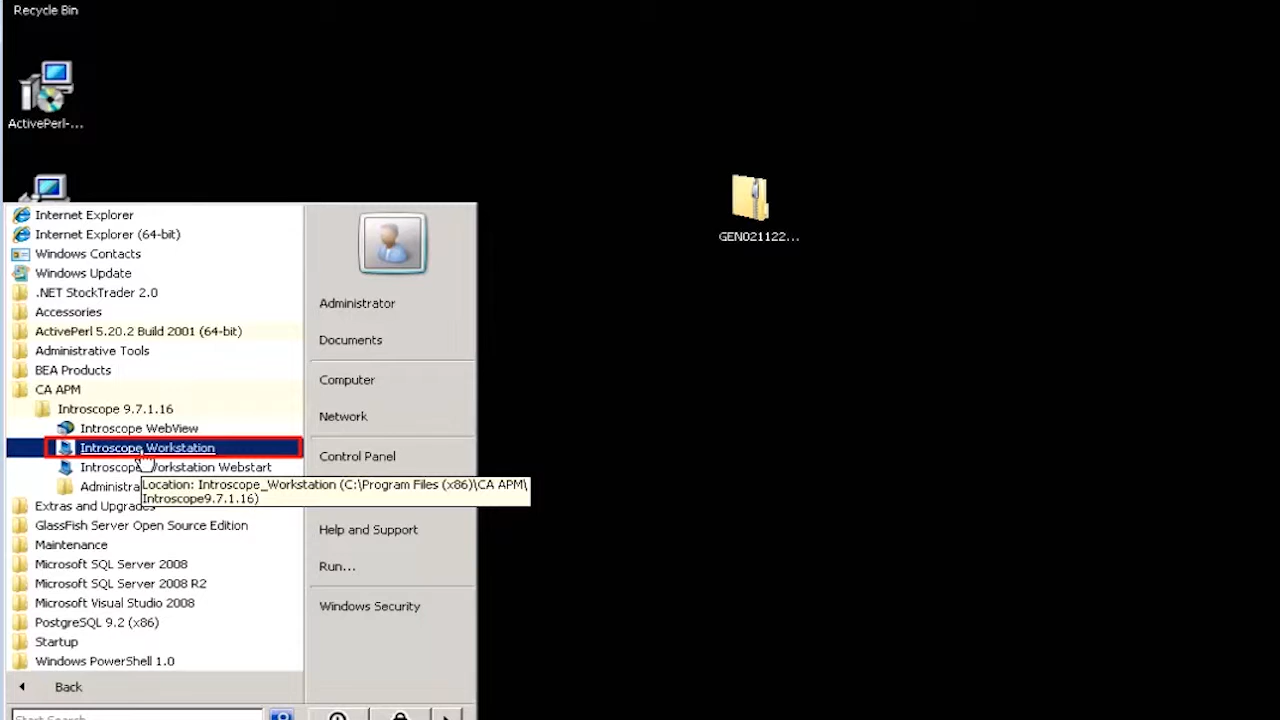 Recycle Bin
ActivePerl-...
GEN021122...
Internet Explorer
Internet Explorer (64-bit)
Windows Contacts
Windows Update
.NET StockTrader 2.0
Accessories
ActivePerl 5.20.2 Build 2001 (64-bit)
Administrative Tools
BEA Products
CA APM
Introscope 9.7.1.16
Introscope WebView
Introscope Workstation
Introscope Workstation Webstart
Administra
Location: Introscope_Workstation (C:\Program Files (x86)\CA APM\
Introscope9.7.1.16)
Extras and Upgrades
GlassFish Server Open Source Edition
Maintenance
Microsoft SQL Server 2008
Microsoft SQL Server 2008 R2
Microsoft Visual Studio 2008
PostgreSQL 9.2 (x86)
Startup
Windows PowerShell 1.0
Back
Start Search
Administrator
Documents
Computer
Network
Control Panel
Help and Support
Run...
Windows Security